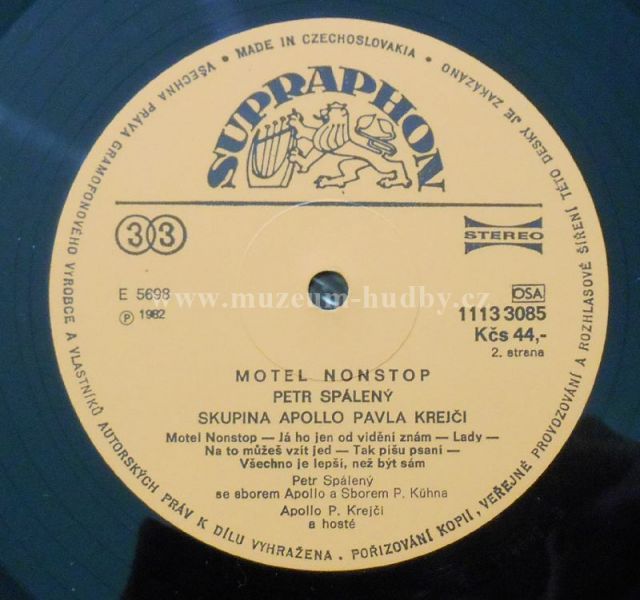 VŠECHNA PRÁVA GRAMOFONOVÉHO VÝROBCE A VLASTNÍKŮ AUTORSKÝCH PRÁV K DÍLU VYHRAŽENA . POŘIZOVÁNÍ KOPIÍ, VEŘEJNÉ PROVOZOVÁNÍ A ROZHLASOVÉ ŠÍŘENÍ TÉTO DESKY JE ZAKÁZÁNO
• MADE IN CZECHOSLOVAKIA •
SUPRAPHON
33
STEREO
E 5698
OSA
℗ 1982
1113 3085
Kčs 44,-
2. strana
www.muzeum-hudby.cz
MOTEL NONSTOP
PETR SPÁLENÝ
SKUPINA APOLLO PAVLA KREJČI
Motel Nonstop — Já ho jen od vidění znám — Lady —
Na to můžeš vzít jed — Tak píšu psaní —
Všechno je lepší, než být sám
Petr Spálený
se sborem Apollo a Sborem P. Kühna
Apollo P. Krejčí
a hosté